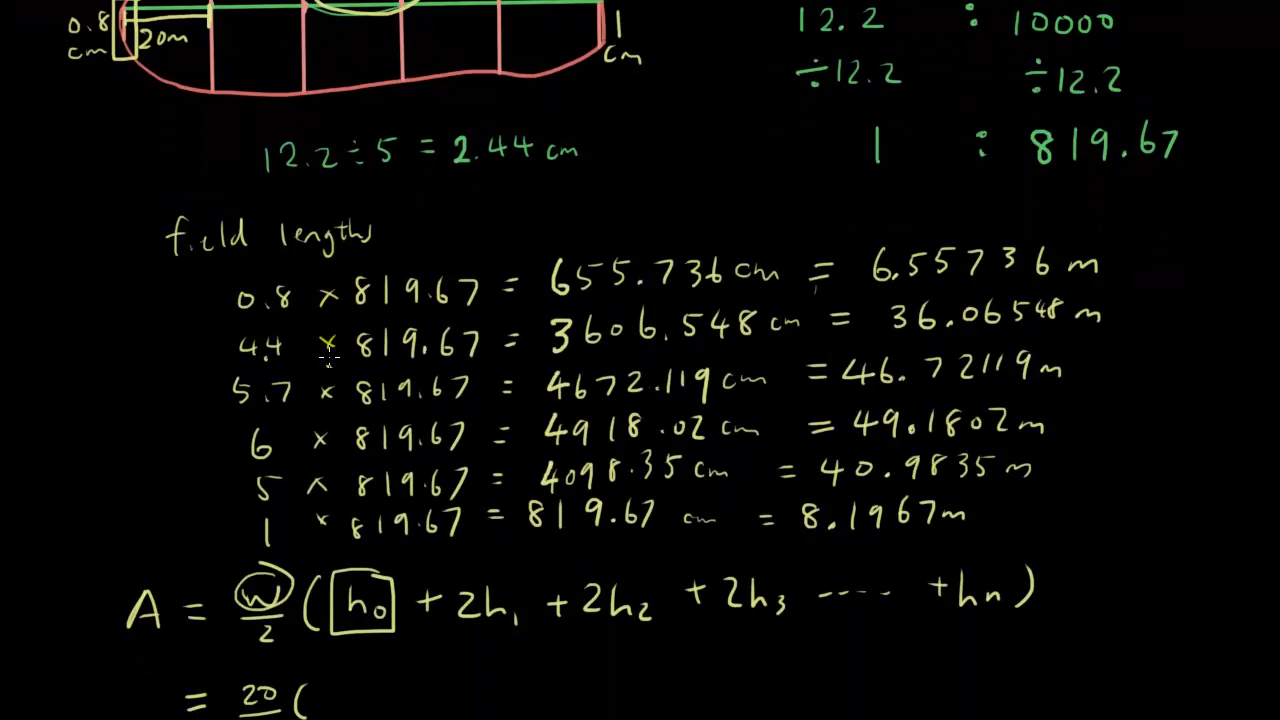 0.8 cm
20m
1 cm
12.2 : 10000
÷12.2 ÷12.2
1 : 819.67
12.2 ÷ 5 = 2.44 cm
field lengths
0.8 × 819.67 = 655.736 cm = 6.55736 m
4.4 × 819.67 = 3606.548 cm = 36.06548 m
5.7 × 819.67 = 4672.119 cm = 46.72119 m
6 × 819.67 = 4918.02 cm = 49.1802 m
5 × 819.67 = 4098.35 cm = 40.9835 m
1 × 819.67 = 819.67 cm = 8.1967 m
A = w/2 ( h₀ + 2h₁ + 2h₂ + 2h₃ ---- + hn )
= 20 (